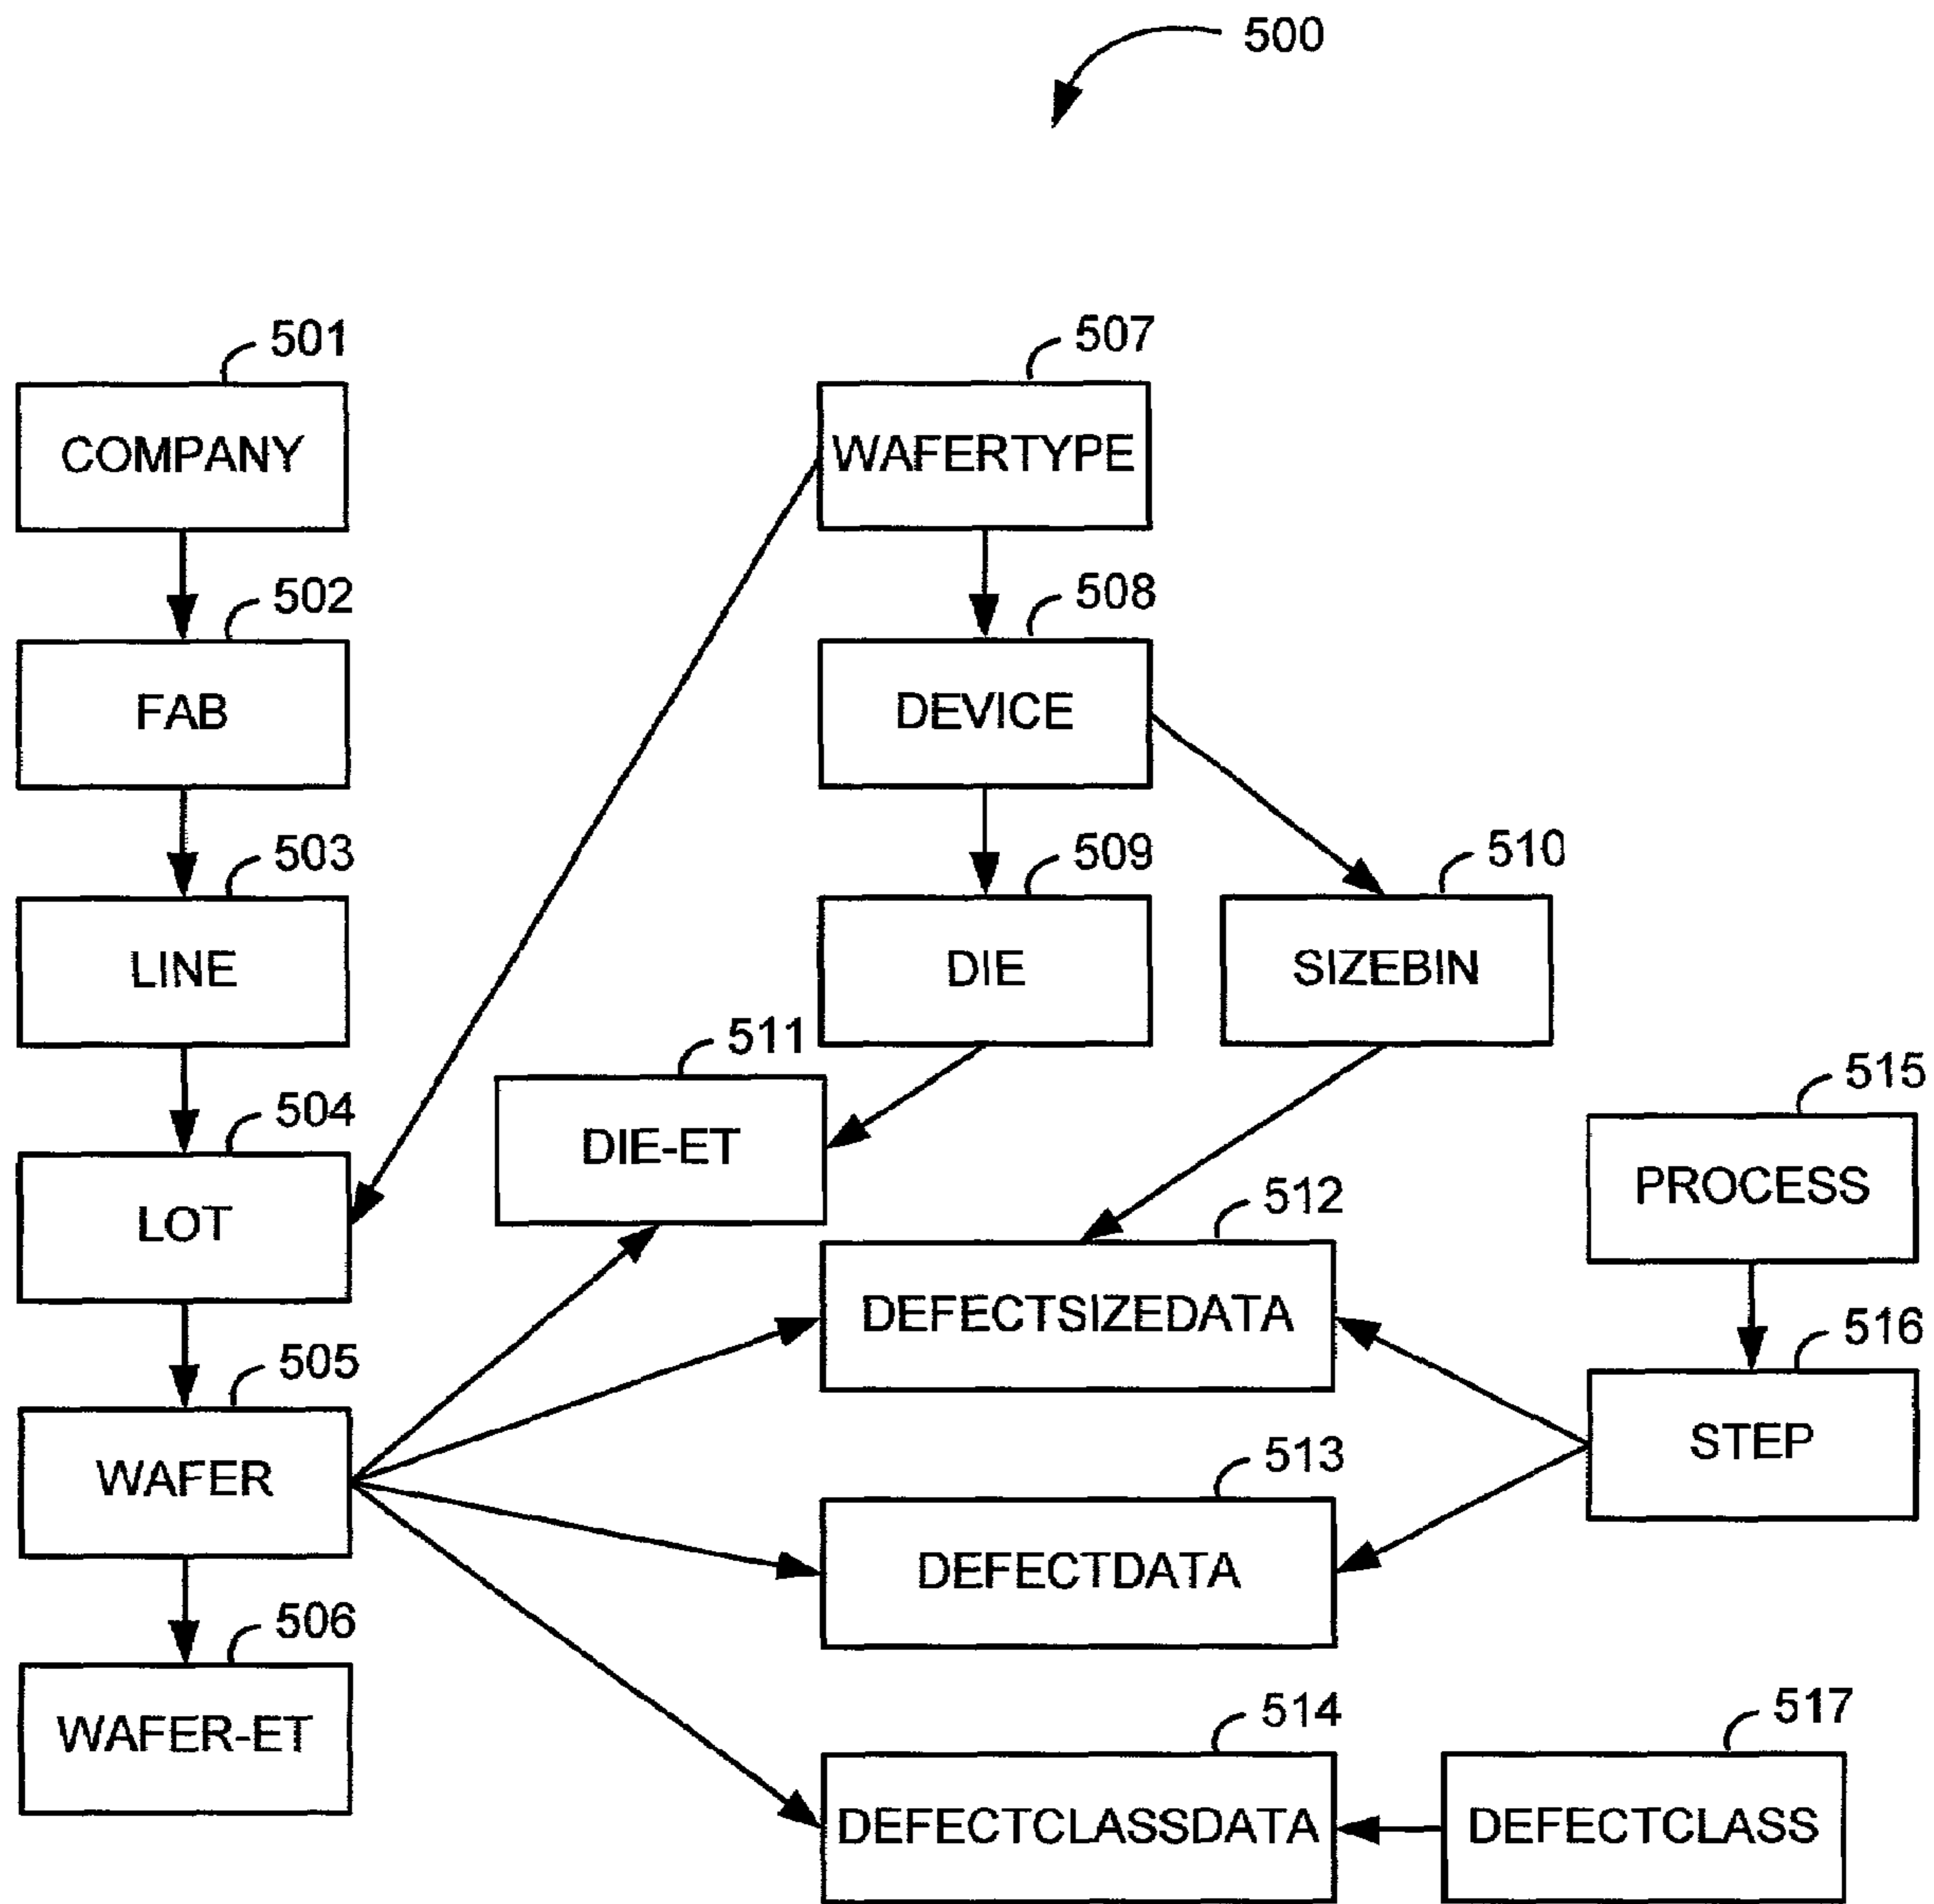 500
501
COMPANY
507
WAFERTYPE
502
FAB
508
DEVICE
503
LINE
509
DIE
510
SIZEBIN
504
LOT
511
DIE-ET
512
DEFECTSIZEDATA
515
PROCESS
505
WAFER
513
DEFECTDATA
516
STEP
506
WAFER-ET
514
DEFECTCLASSDATA
517
DEFECTCLASS